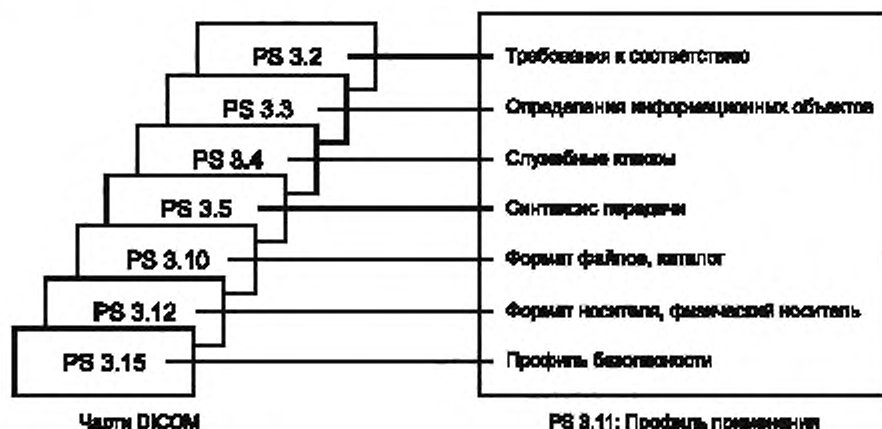 PS 3.2 Требования к соответствию
PS 3.3 Определения информационных объектов
PS 3.4 Служебные классы
PS 3.5 Синтаксис передачи
PS 3.10 Формат файлов, каталог
PS 3.12 Формат носителя, физический носитель
PS 3.15 Профиль безопасности
Части DICOM PS 3.11: Профиль применения